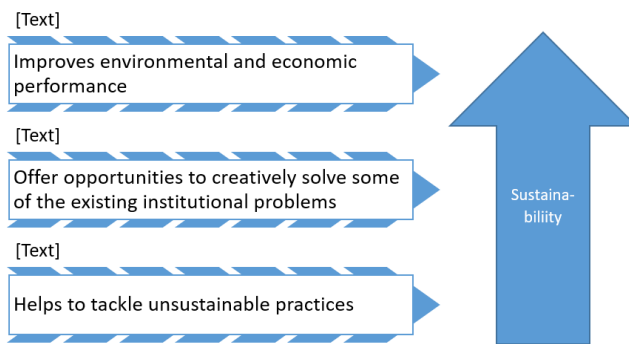 [Text]
Improves environmental and economic
performance
[Text]
Offer opportunities to creatively solve some
of the existing institutional problems
[Text]
Helps to tackle unsustainable practices
Sustaina-
biliity